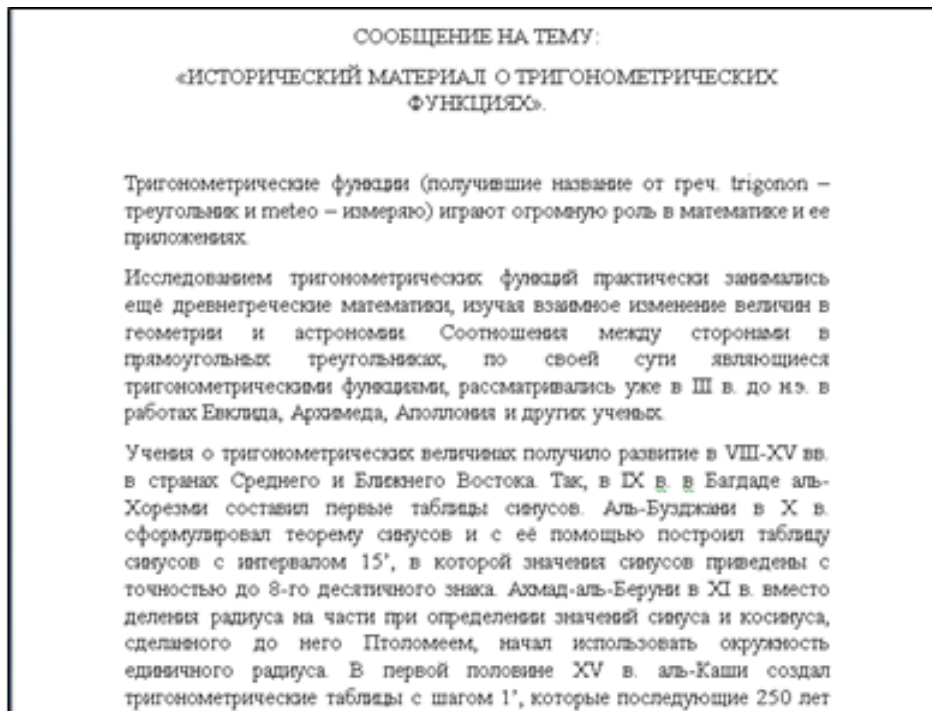 СООБЩЕНИЕ НА ТЕМУ:
«ИСТОРИЧЕСКИЙ МАТЕРИАЛ О ТРИГОНОМЕТРИЧЕСКИХ
ФУНКЦИЯХ».
Тригонометрические функции (получившие название от греч. trigonon –
треугольник и meteo – измеряю) играют огромную роль в математике и ее
приложениях.
Исследованием тригонометрических функций практически занимались
ещё древнегреческие математики, изучая взаимное изменение величин в
геометрии и астрономии. Соотношения между сторонами в
прямоугольных треугольниках, по своей сути являющиеся
тригонометрическими функциями, рассматривались уже в III в. до н.э. в
работах Евклида, Архимеда, Аполлония и других ученых.
Учения о тригонометрических величинах получило развитие в VIII-XV вв.
в странах Среднего и Ближнего Востока. Так, в IX в. в Багдаде аль-
Хорезми составил первые таблицы синусов. Аль-Бузджани в X в.
сформулировал теорему синусов и с её помощью построил таблицу
синусов с интервалом 15’, в которой значения синусов приведены с
точностью до 8-го десятичного знака. Ахмад-аль-Беруни в XI в. вместо
деления радиуса на части при определении значений синуса и косинуса,
сделанного до него Птоломеем, начал использовать окружность
единичного радиуса. В первой половине XV в. аль-Каши создал
тригонометрические таблицы с шагом 1’, которые последующие 250 лет